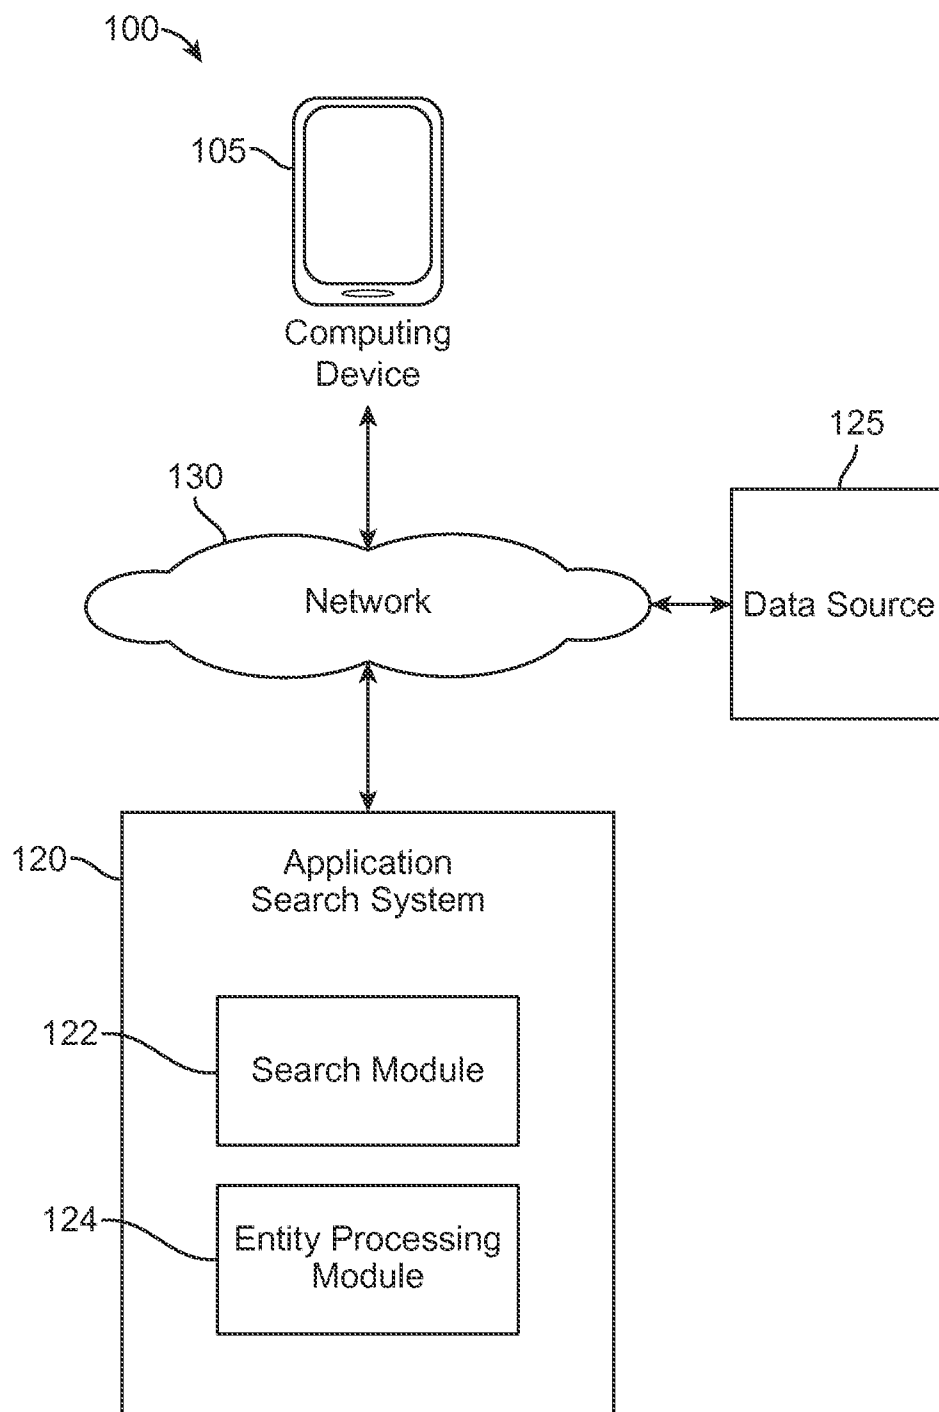 100
105
Computing
Device
125
130
Network
Data Source
120
Application
Search System
122
Search Module
124
Entity Processing
Module